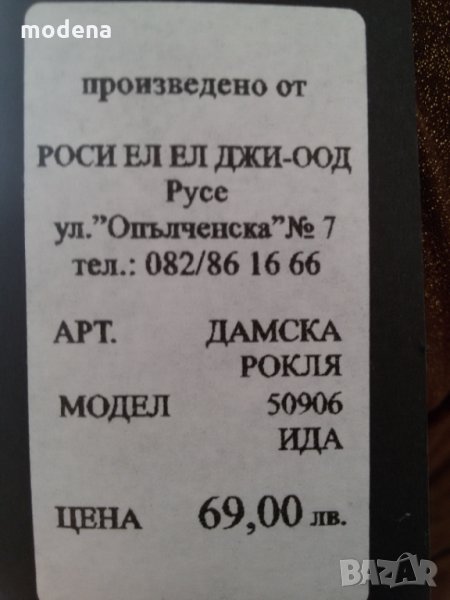 modena
произведено от
РОСИ ЕЛ ЕЛ ДЖИ-ООД
Русе
ул."Опълченска"№ 7
тел.: 082/86 16 66
АРТ. ДАМСКА
РОКЛЯ
МОДЕЛ 50906
ИДА
ЦЕНА 69,00 лв.
BAZAR